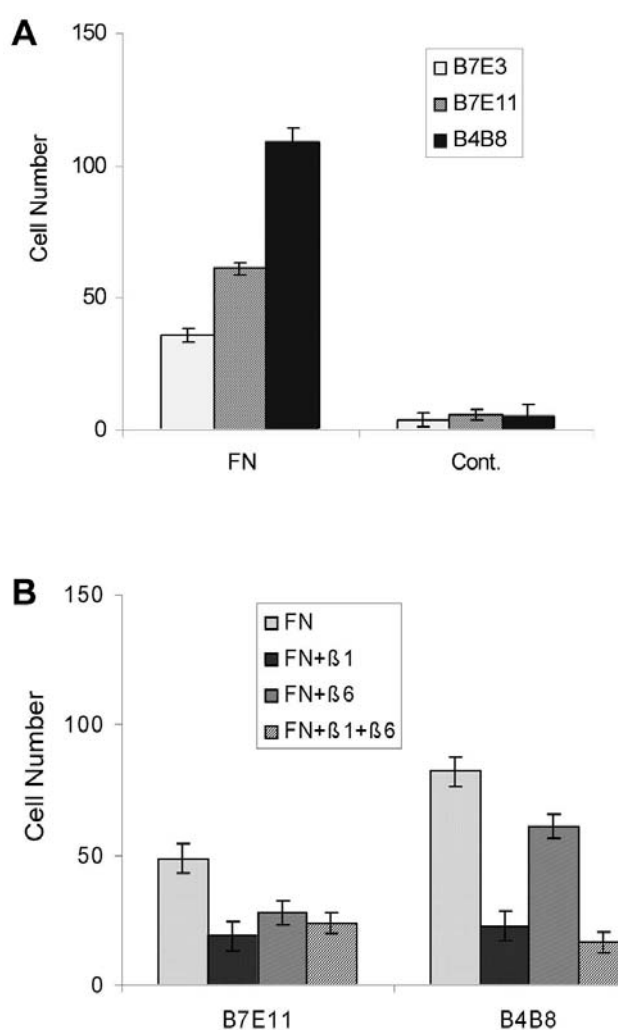 A
150
100
50
0
Cell Number
B7E3
B7E11
B4B8
FN
Cont.
B
150
100
50
0
Cell Number
FN
FN+ß1
FN+ß6
FN+ß1+ß6
B7E11
B4B8